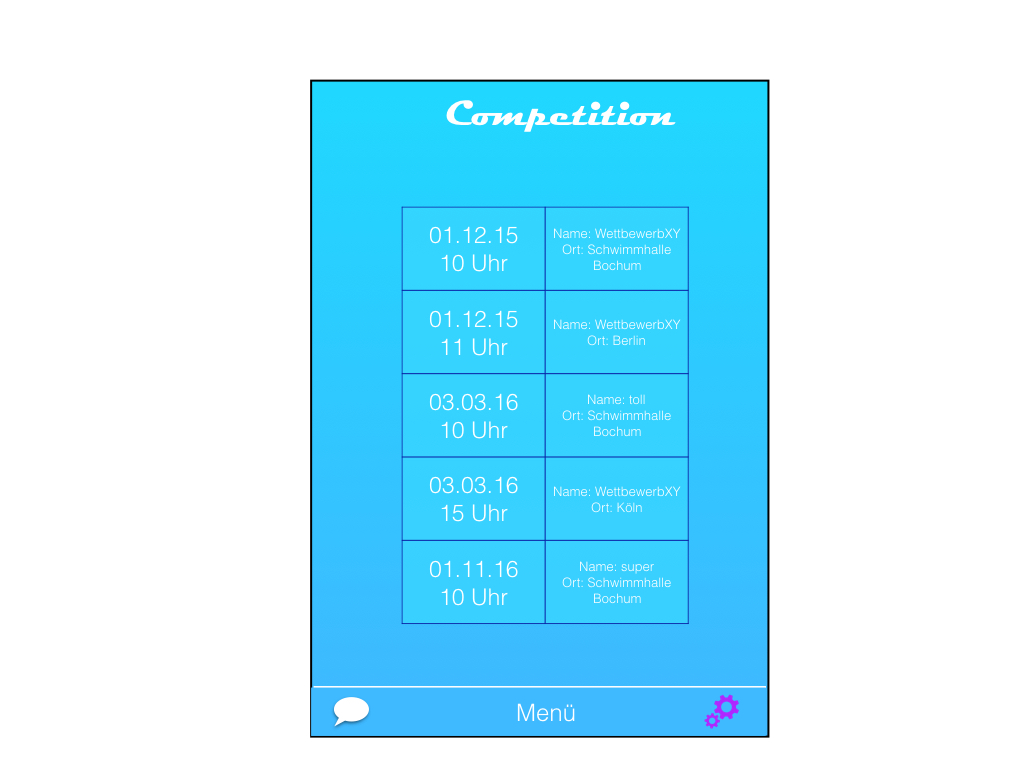 Competition
01.12.15
10 Uhr
Name: WettbewerbXY
Ort: Schwimmhalle
Bochum
01.12.15
11 Uhr
Name: WettbewerbXY
Ort: Berlin
03.03.16
10 Uhr
Name: toll
Ort: Schwimmhalle
Bochum
03.03.16
15 Uhr
Name: WettbewerbXY
Ort: Köln
01.11.16
10 Uhr
Name: super
Ort: Schwimmhalle
Bochum
Menü